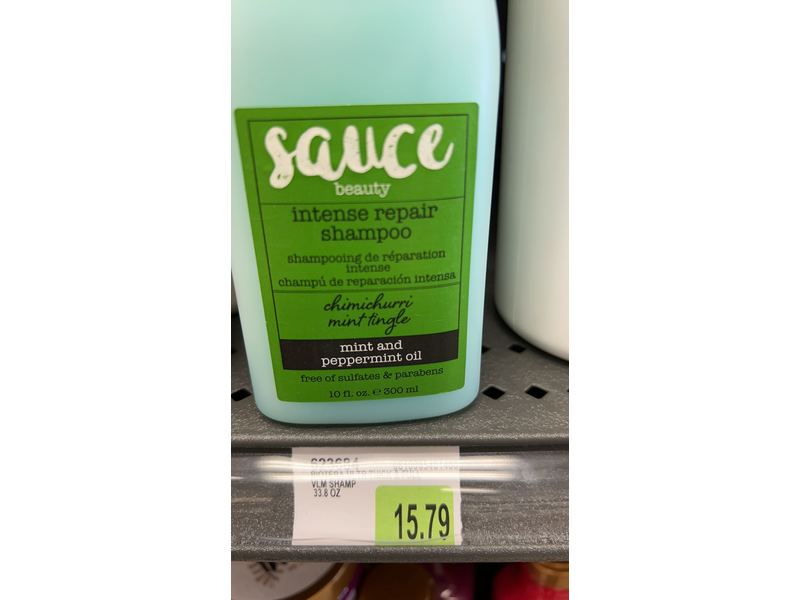 sauce
beauty
intense repair
shampoo
shampooing de réparation
intense
champú de reparación intensa
chimichurri
mint tingle
mint and
peppermint oil
free of sulfates & parabens
10 fl. oz. ℮ 300 ml
VLM SHAMP
33.8 OZ
15.79